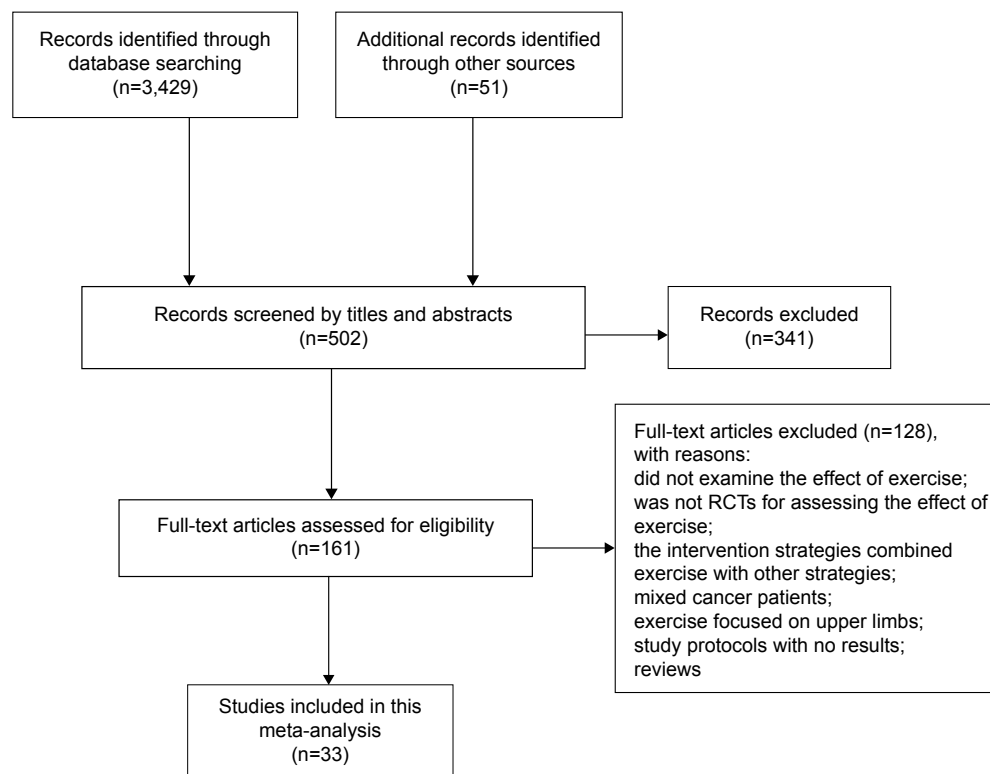 Records identified through
database searching
(n=3,429)
Additional records identified
through other sources
(n=51)
Records screened by titles and abstracts
(n=502)
Records excluded
(n=341)
Full-text articles assessed for eligibility
(n=161)
Full-text articles excluded (n=128),
with reasons:
did not examine the effect of exercise;
was not RCTs for assessing the effect of
exercise;
the intervention strategies combined
exercise with other strategies;
mixed cancer patients;
exercise focused on upper limbs;
study protocols with no results;
reviews
Studies included in this
meta-analysis
(n=33)